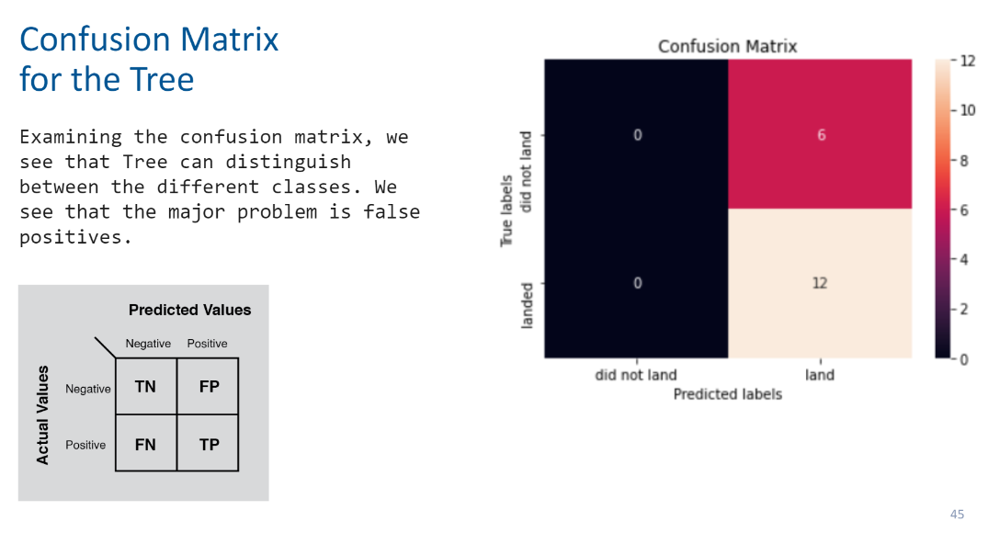 Confusion Matrix
for the Tree
Examining the confusion matrix, we
see that Tree can distinguish
between the different classes. We
see that the major problem is false
positives.
Predicted Values
Negative Positive
Actual Values
Negative TN FP
Positive FN TP
Confusion Matrix
True labels
did not land
0 6
landed
0 12
did not land land
Predicted labels
12
10
8
6
4
2
0
45